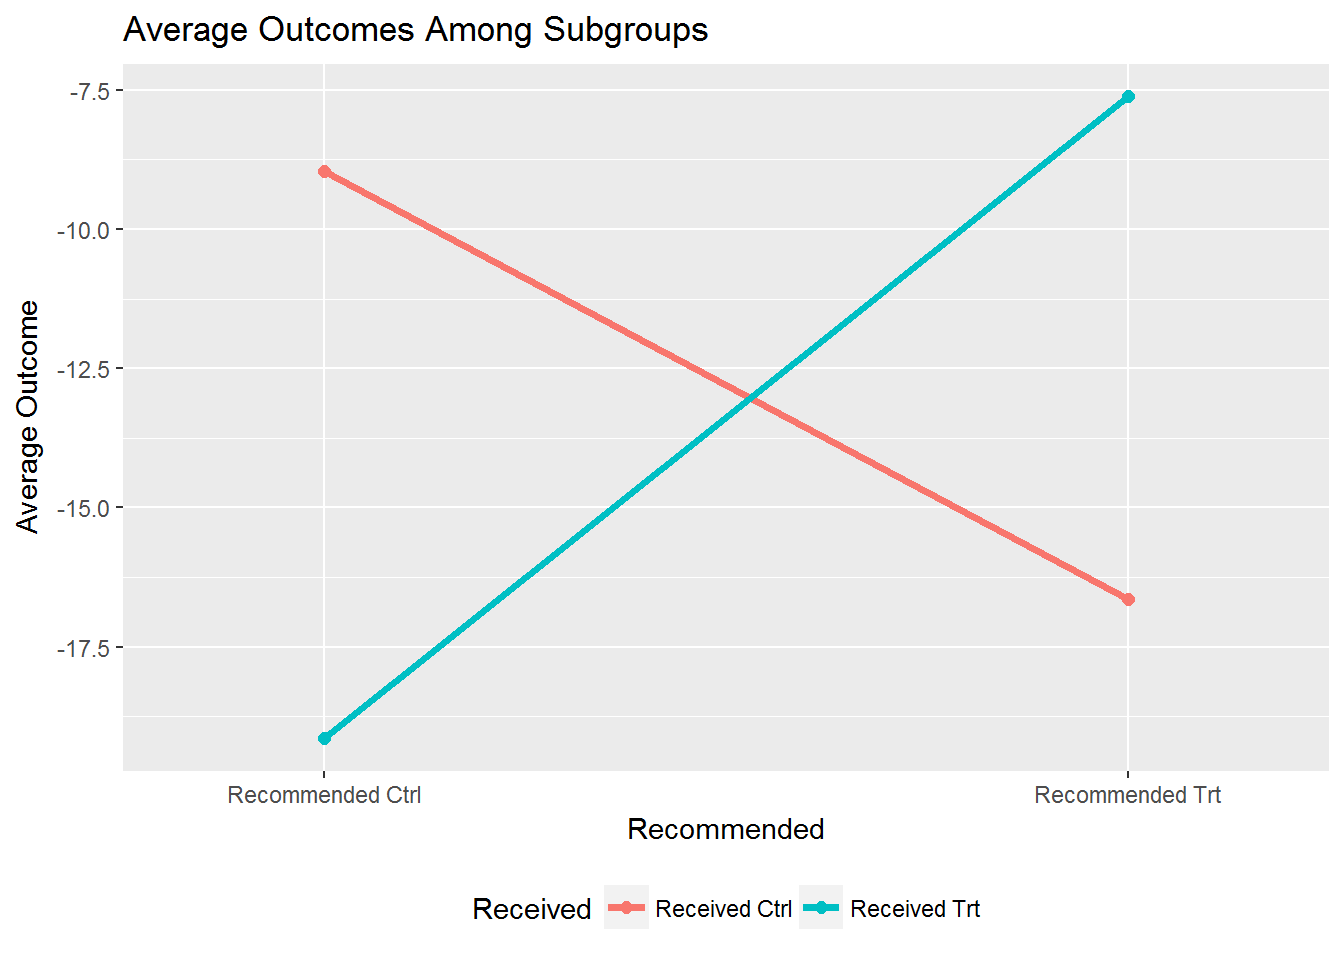 Average Outcomes Among Subgroups
-7.5
-10.0
-12.5
-15.0
-17.5
Average Outcome
Recommended Ctrl Recommended Trt
Recommended
Received Received Ctrl Received Trt